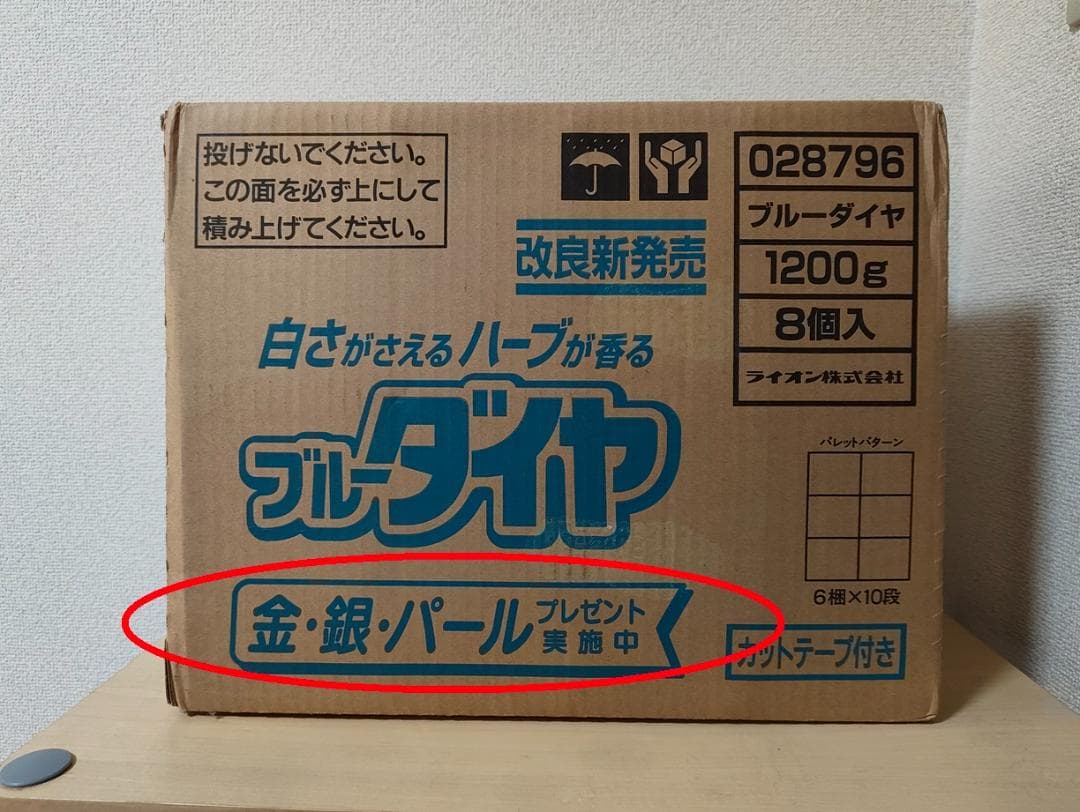 投げないでください。
この面を必ず上にして
積み上げてください。
028796
ブルーダイヤ
1200g
8個入
ライオン株式会社
改良新発売
白さがさえるハーブが香る
ブルーダイヤ
パレットパターン
6梱×10段
金・銀・パールプレゼント
実施中
カットテープ付き